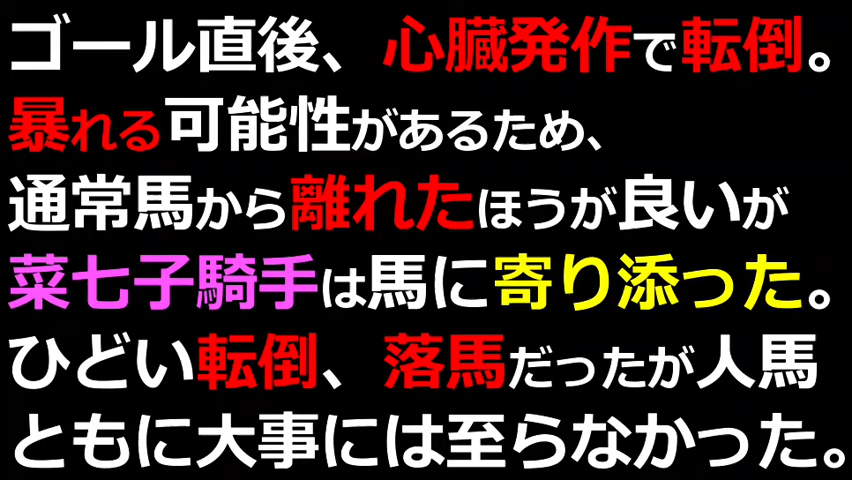 ゴール直後、心臓発作で転倒。
暴れる可能性があるため、
通常馬から離れたほうが良いが
菜七子騎手は馬に寄り添った。
ひどい転倒、落馬だったが人馬
ともに大事には至らなかった。